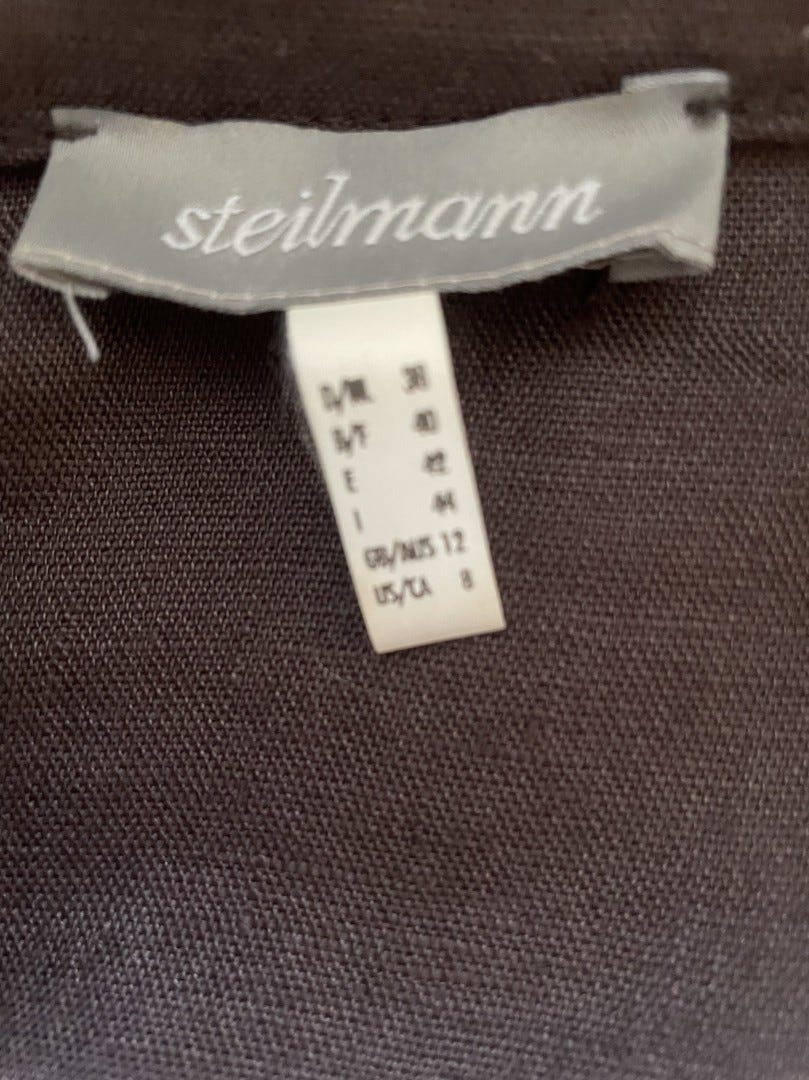 steilmann
D/NL 38
B/F 40
E 42
I 44
GB/AUS 12
US/CA 8